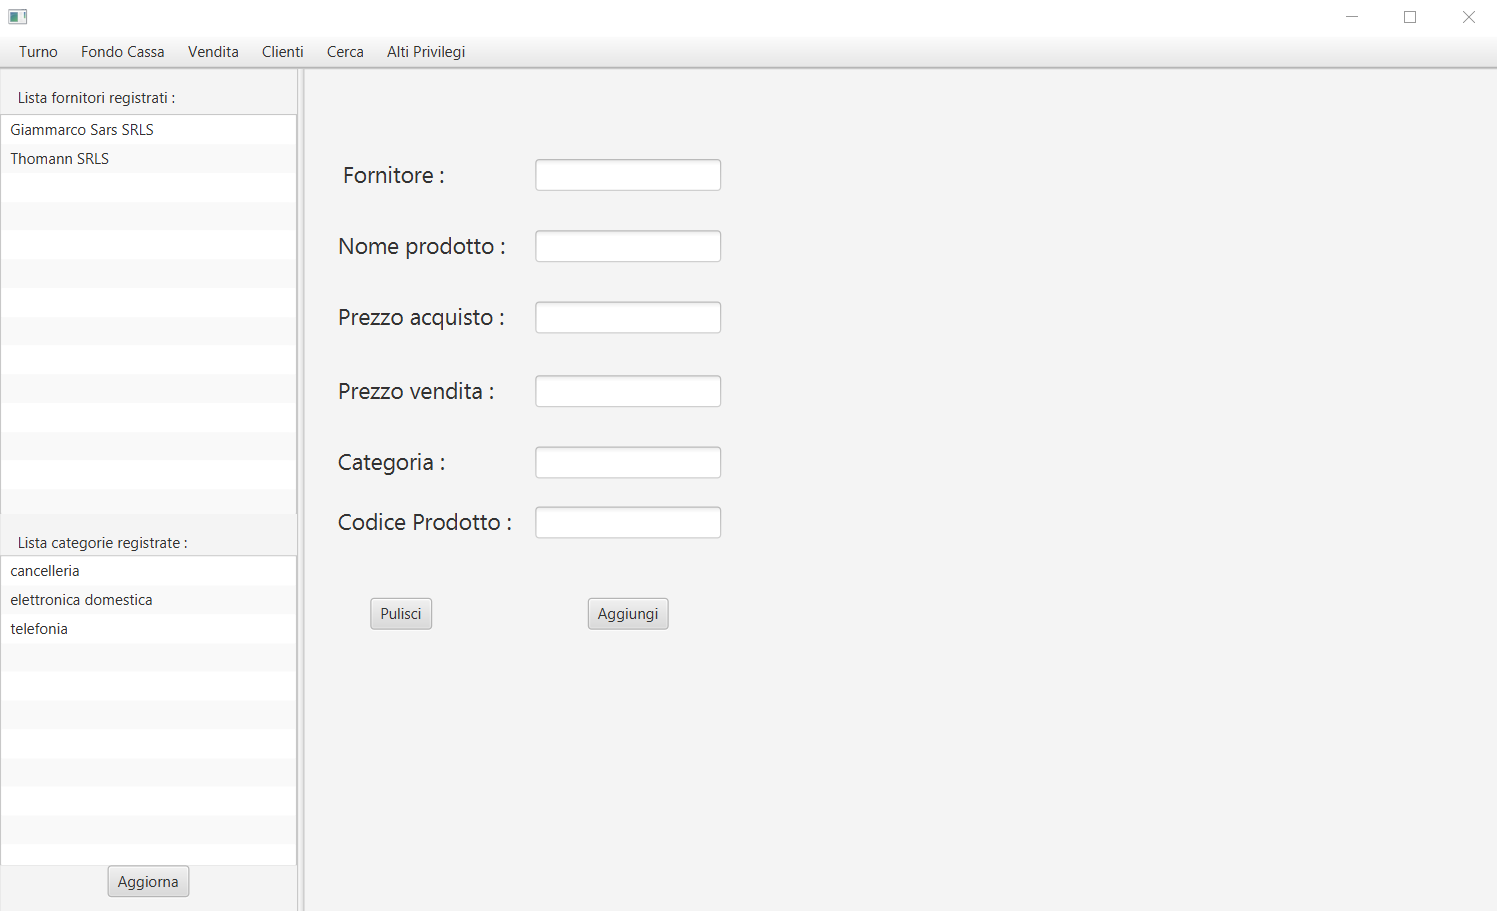 Turno Fondo Cassa Vendita Clienti Cerca Alti Privilegi
Lista fornitori registrati :
Giammarco Sars SRLS
Thomann SRLS
Lista categorie registrate :
cancelleria
elettronica domestica
telefonia
Aggiorna
Fornitore :
Nome prodotto :
Prezzo acquisto :
Prezzo vendita :
Categoria :
Codice Prodotto :
Pulisci Aggiungi